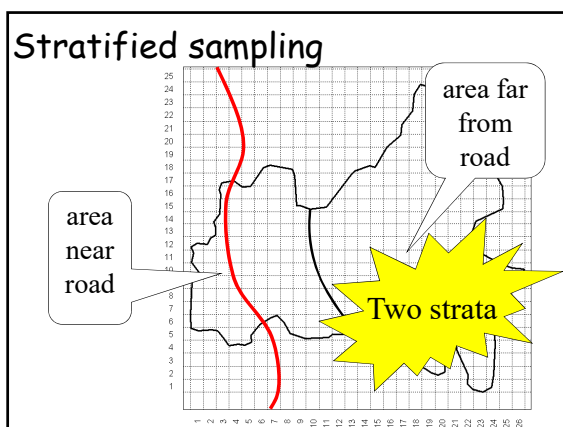 Stratified sampling
area far
from
road
area
near
road
Two strata
25
24
23
22
21
20
19
18
17
16
15
14
13
12
11
10
9
8
7
6
5
4
3
2
1
1 2 3 4 5 6 7 8 9 10 11 12 13 14 15 16 17 18 19 20 21 22 23 24 25 26